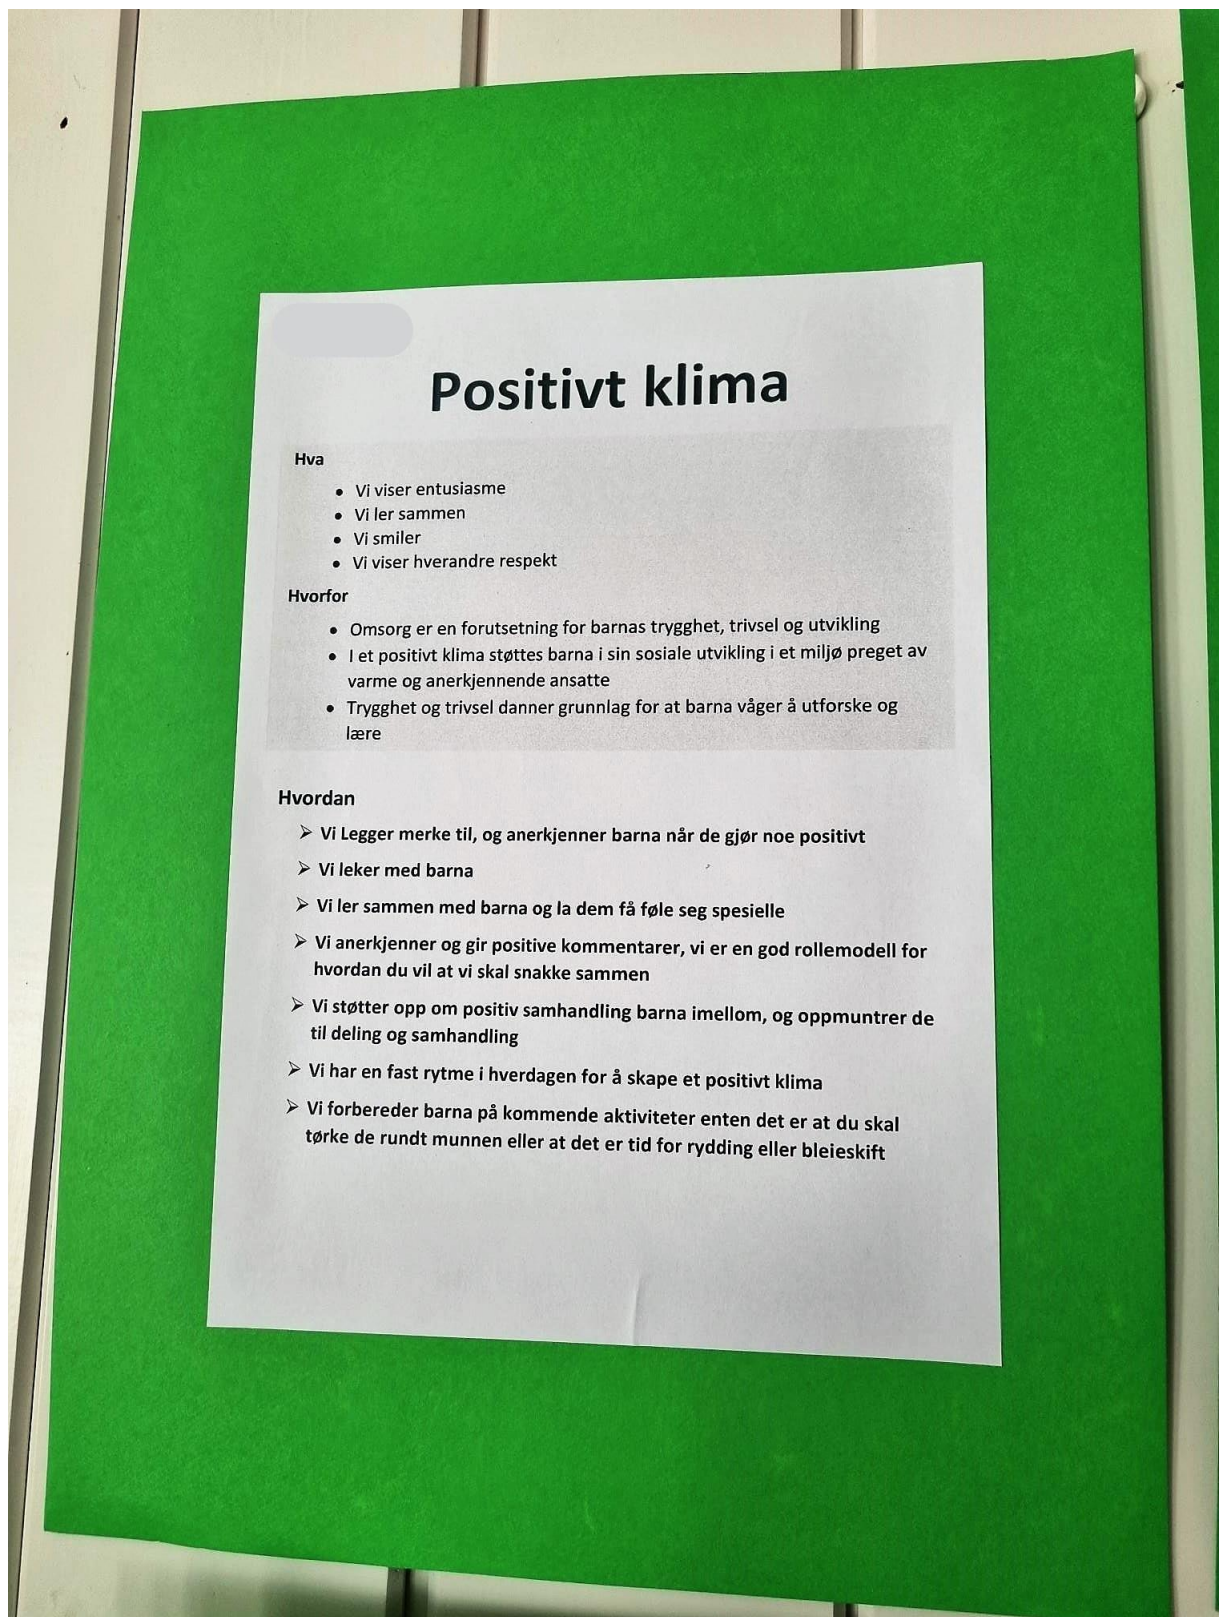 Positivt klima
Hva
• Vi viser entusiasme
• Vi ler sammen
• Vi smiler
• Vi viser hverandre respekt
Hvorfor
• Omsorg er en forutsetning for barnas trygghet, trivsel og utvikling
• I et positivt klima støttes barna i sin sosiale utvikling i et miljø preget av
varme og anerkjennende ansatte
• Trygghet og trivsel danner grunnlag for at barna våger å utforske og
lære
Hvordan
➢ Vi Legger merke til, og anerkjenner barna når de gjør noe positivt
➢ Vi leker med barna
➢ Vi ler sammen med barna og la dem få føle seg spesielle
➢ Vi anerkjenner og gir positive kommentarer, vi er en god rollemodell for
hvordan du vil at vi skal snakke sammen
➢ Vi støtter opp om positiv samhandling barna imellom, og oppmuntrer de
til deling og samhandling
➢ Vi har en fast rytme i hverdagen for å skape et positivt klima
➢ Vi forbereder barna på kommende aktiviteter enten det er at du skal
tørke de rundt munnen eller at det er tid for rydding eller bleieskift